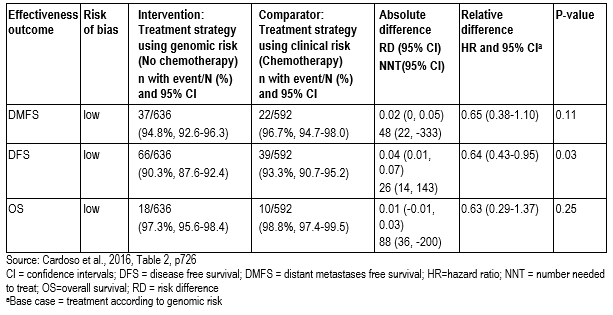 Effectiveness outcome
Risk of bias
Intervention: Treatment strategy using genomic risk (No chemotherapy) n with event/N (%) and 95% CI
Comparator: Treatment strategy using clinical risk (Chemotherapy) n with event/N (%) and 95% CI
Absolute difference RD (95% CI) NNT(95% CI)
Relative difference HR and 95% CIa
P-value
DMFS
low
37/636
(94.8%, 92.6-96.3)
22/592
(96.7%, 94.7-98.0)
0.02 (0, 0.05)
48 (22, -333)
0.65 (0.38-1.10)
0.11
DFS
low
66/636
(90.3%, 87.6-92.4)
39/592
(93.3%, 90.7-95.2)
0.04 (0.01,
0.07)
26 (14, 143)
0.64 (0.43-0.95)
0.03
OS
low
18/636
(97.3%, 95.6-98.4)
10/592
(98.8%, 97.4-99.5)
0.01 (-0.01,
0.03)
88 (36, -200)
0.63 (0.29-1.37)
0.25
Source: Cardoso et al., 2016, Table 2, p726
CI = confidence intervals; DFS = disease free survival; DMFS = distant metastases free survival; HR=hazard ratio; NNT = number needed
to treat; OS=overall survival; RD = risk difference
aBase case = treatment according to genomic risk